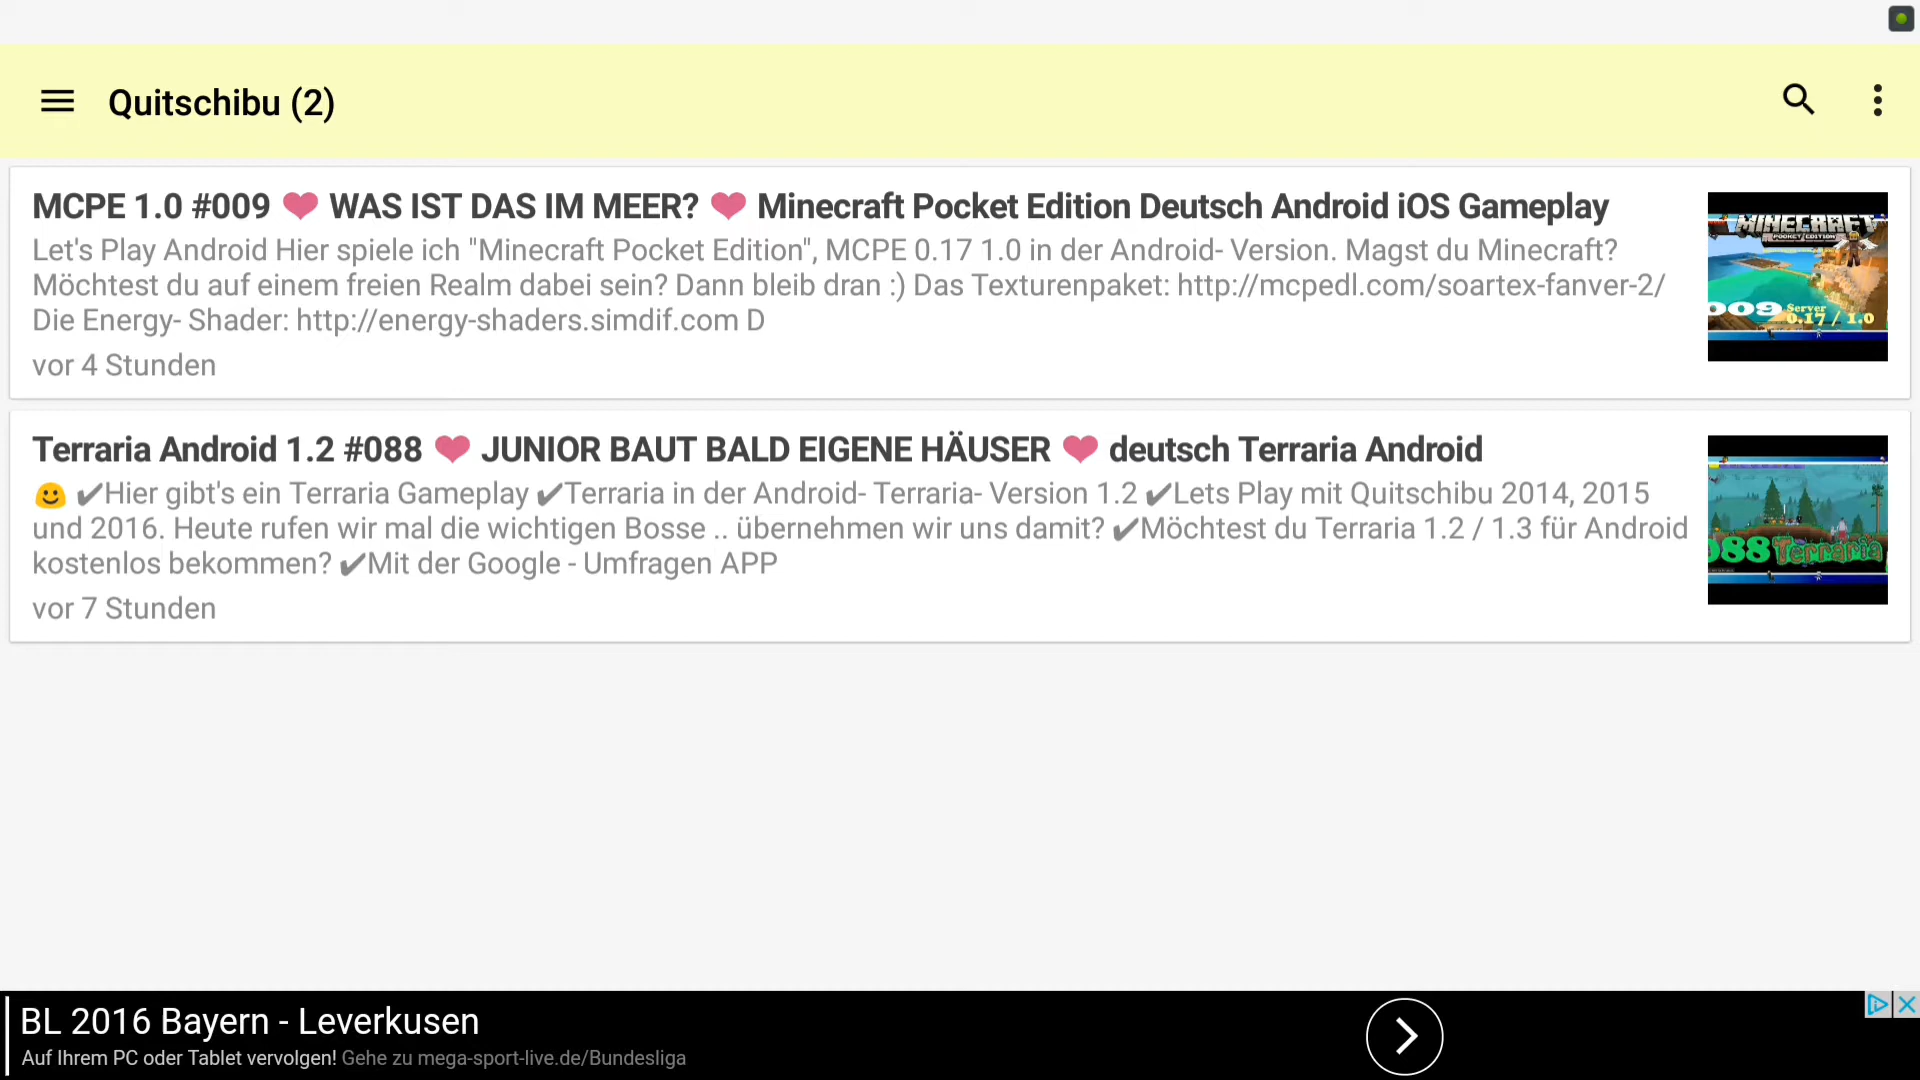 Quitschibu (2)
MCPE 1.0 #009 ❤ WAS IST DAS IM MEER? ❤ Minecraft Pocket Edition Deutsch Android iOS Gameplay
Let's Play Android Hier spiele ich "Minecraft Pocket Edition", MCPE 0.17 1.0 in der Android- Version. Magst du Minecraft?
Möchtest du auf einem freien Realm dabei sein? Dann bleib dran :) Das Texturenpaket: http://mcpedl.com/soartex-fanver-2/
Die Energy- Shader: http://energy-shaders.simdif.com D
vor 4 Stunden
MINECRAFT
POCKET EDITION
009 Server
0.17 / 1.0
Terraria Android 1.2 #088 ❤ JUNIOR BAUT BALD EIGENE HÄUSER ❤ deutsch Terraria Android
🙂 ✔Hier gibt's ein Terraria Gameplay ✔Terraria in der Android- Terraria- Version 1.2 ✔Lets Play mit Quitschibu 2014, 2015
und 2016. Heute rufen wir mal die wichtigen Bosse .. übernehmen wir uns damit? ✔Möchtest du Terraria 1.2 / 1.3 für Android
kostenlos bekommen? ✔Mit der Google - Umfragen APP
vor 7 Stunden
088 Terraria
BL 2016 Bayern - Leverkusen
Auf Ihrem PC oder Tablet vervolgen! Gehe zu mega-sport-live.de/Bundesliga